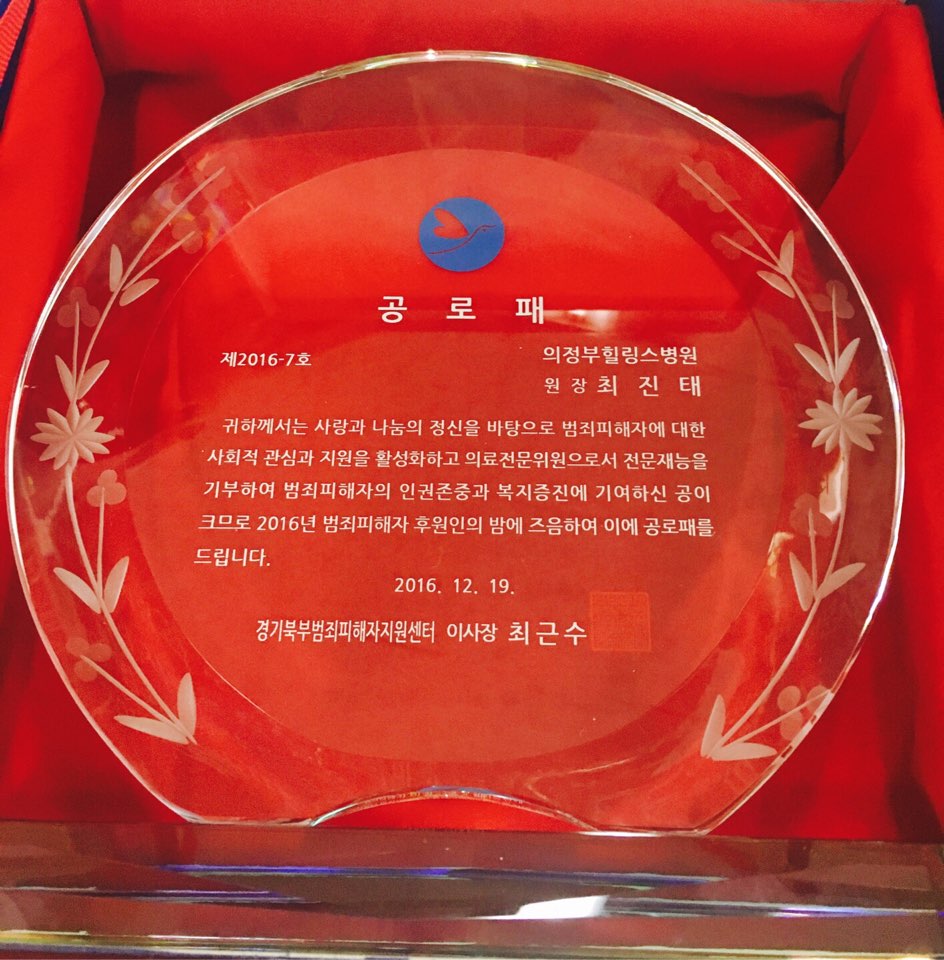 공 로 패
제2016-7호
의정부힐링스병원
원 장 최 진 태
귀하께서는 사랑과 나눔의 정신을 바탕으로 범죄피해자에 대한
사회적 관심과 지원을 활성화하고 의료전문위원으로서 전문재능을
기부하여 범죄피해자의 인권존중과 복지증진에 기여하신 공이
크므로 2016년 범죄피해자 후원인의 밤에 즈음하여 이에 공로패를
드립니다.
2016. 12. 19.
경기북부범죄피해자지원센터 이사장 최근수